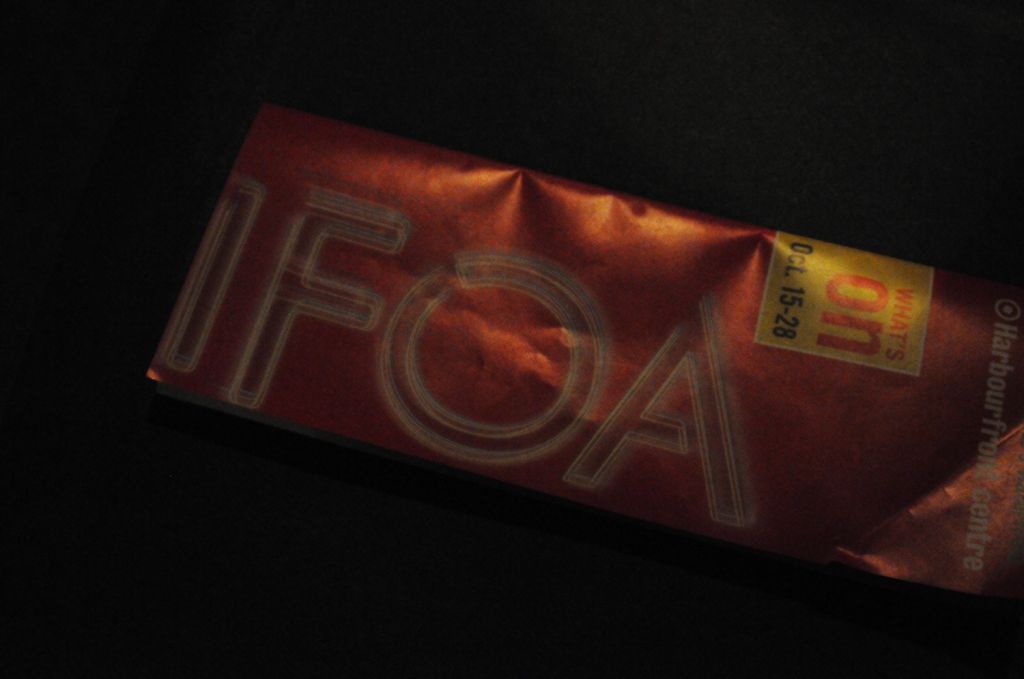 IFOA
WHAT'S
on
Oct. 15-28
Harbourfront centre